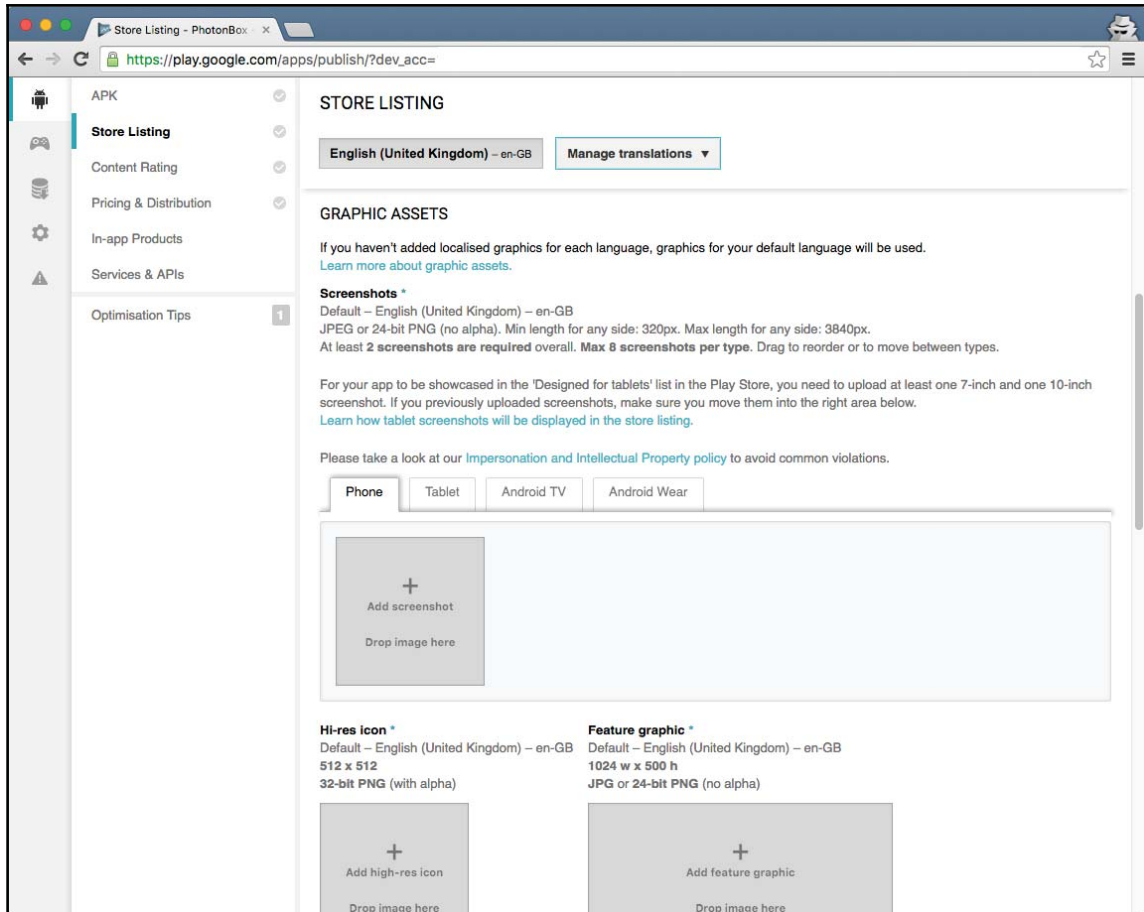 Store Listing - PhotonBox -
https://play.google.com/apps/publish/?dev_acc=
APK
Store Listing
Content Rating
Pricing & Distribution
In-app Products
Services & APIs
Optimisation Tips 1
STORE LISTING
English (United Kingdom) – en-GB Manage translations
GRAPHIC ASSETS
If you haven't added localised graphics for each language, graphics for your default language will be used.
Learn more about graphic assets.
Screenshots *
Default – English (United Kingdom) – en-GB
JPEG or 24-bit PNG (no alpha). Min length for any side: 320px. Max length for any side: 3840px.
At least 2 screenshots are required overall. Max 8 screenshots per type. Drag to reorder or to move between types.
For your app to be showcased in the 'Designed for tablets' list in the Play Store, you need to upload at least one 7-inch and one 10-inch
screenshot. If you previously uploaded screenshots, make sure you move them into the right area below.
Learn how tablet screenshots will be displayed in the store listing.
Please take a look at our Impersonation and Intellectual Property policy to avoid common violations.
Phone Tablet Android TV Android Wear
Add screenshot
Drop image here
Hi-res icon *
Default – English (United Kingdom) – en-GB
512 x 512
32-bit PNG (with alpha)
Feature graphic *
Default – English (United Kingdom) – en-GB
1024 w x 500 h
JPG or 24-bit PNG (no alpha)
Add high-res icon
Drop image here
Add feature graphic
Drop image here